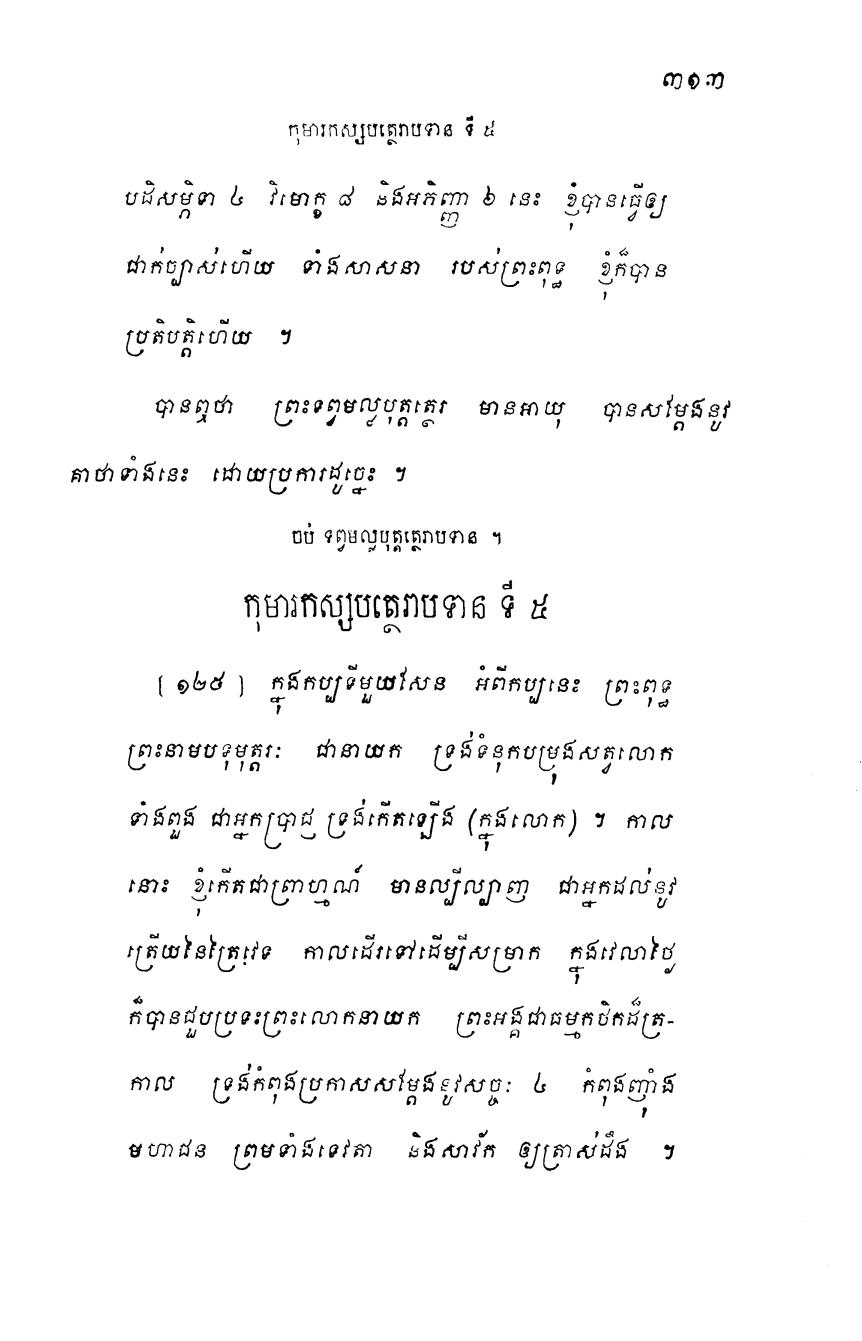 ៣១៣
កុមារកស្សបត្ថេរាបទាន ទី ៥
បដិសម្ភិទា ៤ វិមោក្ខ ៨ និងអភិញ្ញា ៦ នេះ ខ្ញុំបានធ្វើឲ្យ
ជាក់ច្បាស់ហើយ ទាំងសាសនា របស់ព្រះពុទ្ធ ខ្ញុំក៏បាន
ប្រតិបត្តិហើយ ។
បានឮថា ព្រះទព្វមល្លបុត្តត្ថេរ មានអាយុ បានសម្តែងនូវ
គាថាទាំងនេះ ដោយប្រការដូច្នេះ ។
ចប់ ទព្វមល្លបុត្តត្ថេរាបទាន ។
កុមារកស្សបត្ថេរាបទាន ទី ៥
[ ១២៥ ] ក្នុងកប្បទីមួយសែន អំពីកប្បនេះ ព្រះពុទ្ធ
ព្រះនាមបទុមុត្តរៈ ជានាយក ទ្រង់ទំនុកបម្រុងសត្វលោក
ទាំងពួង ជាអ្នកប្រាជ្ញ ទ្រង់កើតឡើង (ក្នុងលោក) ។ កាល
នោះ ខ្ញុំកើតជាព្រាហ្មណ៍ មានល្បីល្បាញ ជាអ្នកដល់នូវ
ត្រើយនៃត្រៃវេទ កាលដើរទៅដើម្បីសម្រាក ក្នុងវេលាថ្ងៃ
ក៏បានជួបប្រទះព្រះលោកនាយក ព្រះអង្គជាធម្មកថិកដ៏ត្រ-
កាល ទ្រង់កំពុងប្រកាសសម្តែងនូវសច្ចៈ ៤ កំពុងញ៉ាំង
មហាជន ព្រមទាំងទេវតា និងសាវ័ក ឲ្យត្រាស់ដឹង ។